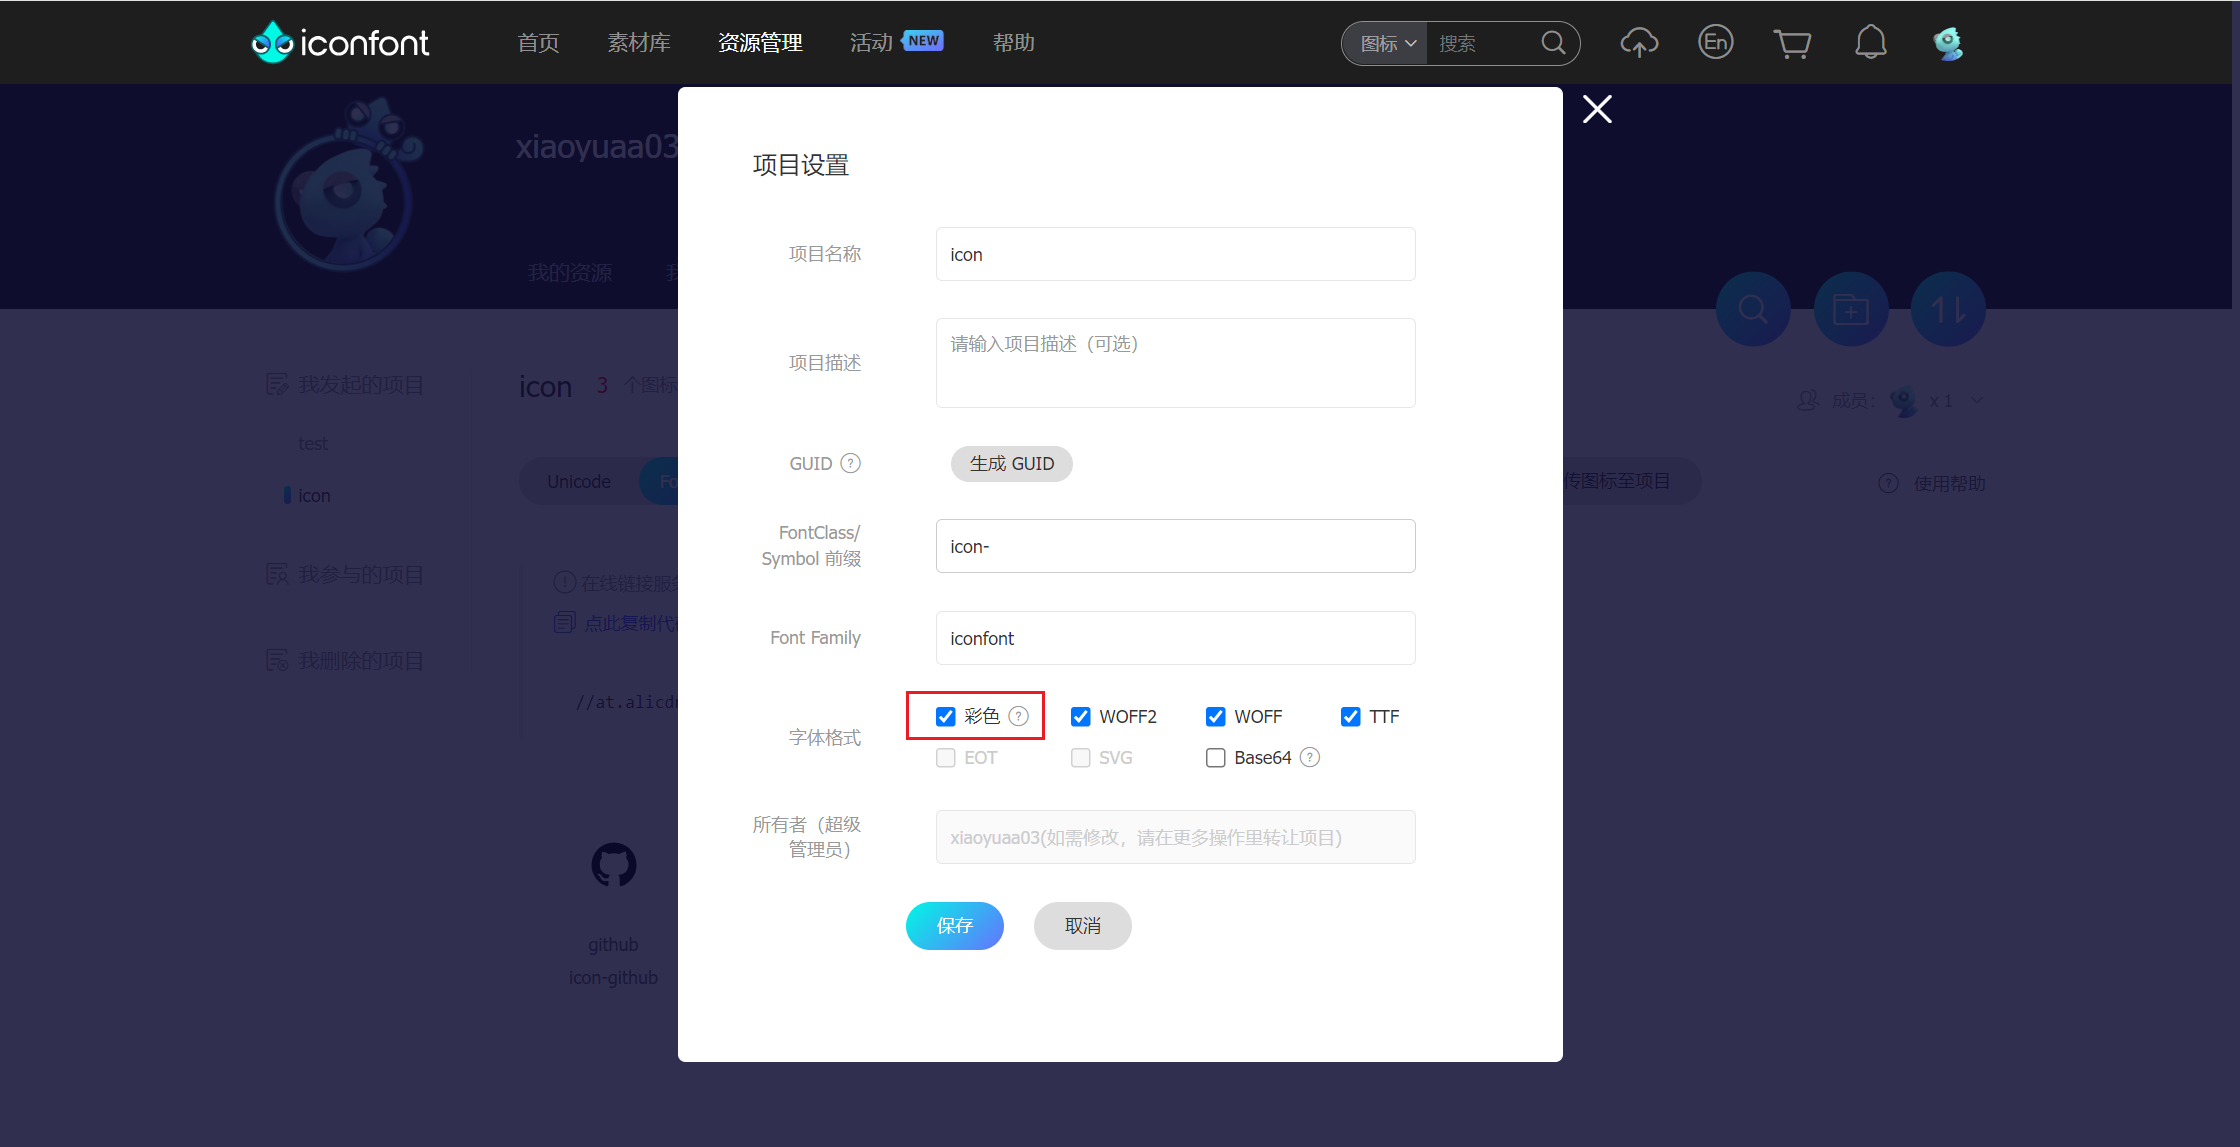 iconfont 首页 素材库 资源管理 活动 NEW 帮助 图标 搜索 En
xiaoyuaa03
我的资源
项目设置
项目名称 icon
项目描述 请输入项目描述（可选）
GUID ? 生成 GUID
FontClass/
Symbol 前缀 icon-
Font Family iconfont
字体格式
彩色 ? WOFF2 WOFF TTF
EOT SVG Base64 ?
所有者（超级
管理员） xiaoyuaa03(如需修改，请在更多操作里转让项目)
保存 取消
我发起的项目
test
icon
我参与的项目
我删除的项目
icon 3 个图标
成员： x 1
Unicode Fo
传图标至项目
? 使用帮助
在线链接服
点此复制代
//at.alicd
github
icon-github